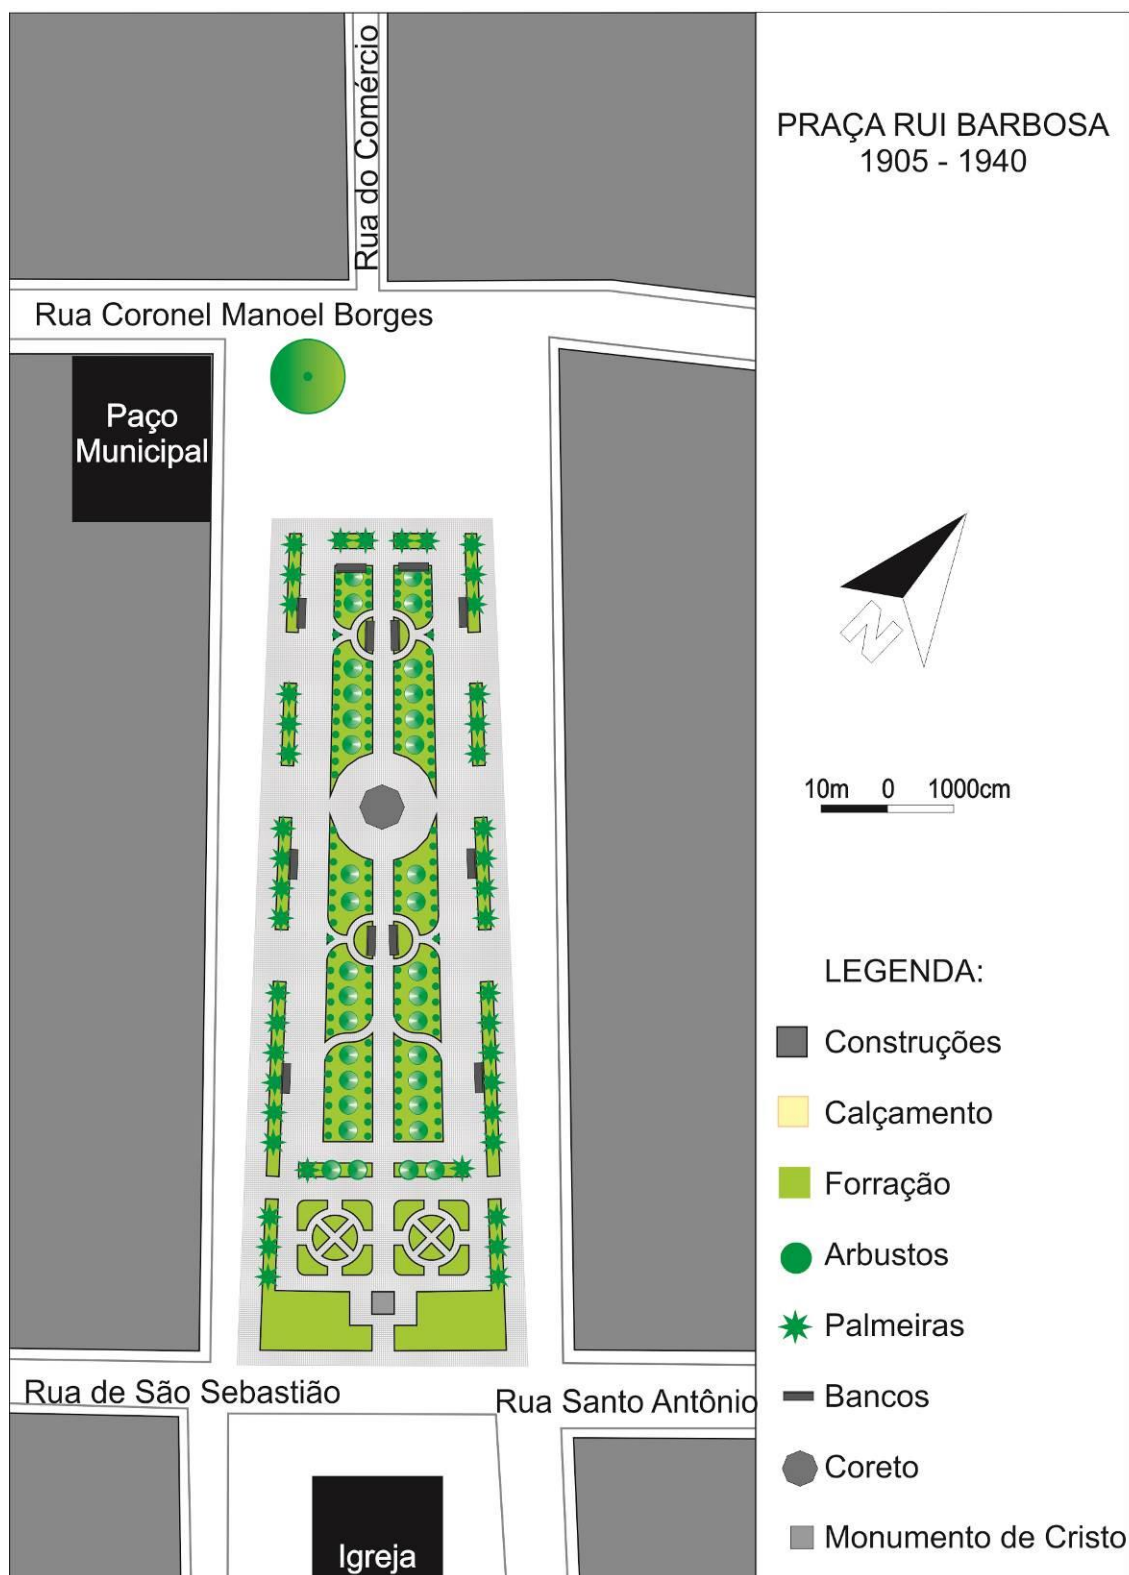 Rua do Comércio
PRAÇA RUI BARBOSA
1905 - 1940
Rua Coronel Manoel Borges
Paço
Municipal
N
10m 0 1000cm
LEGENDA:
Construções
Calçamento
Forração
Arbustos
Palmeiras
Bancos
Coreto
Monumento de Cristo
Rua de São Sebastião
Rua Santo Antônio
Igreja